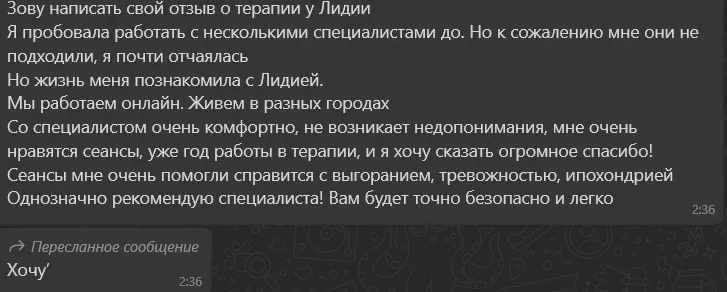 Зову написать свой отзыв о терапии у Лидии
Я пробовала работать с несколькими специалистами до. Но к сожалению мне они не
подходили, я почти отчаялась
Но жизнь меня познакомила с Лидией.
Мы работаем онлайн. Живем в разных городах
Со специалистом очень комфортно, не возникает недопонимания, мне очень
нравятся сеансы, уже год работы в терапии, и я хочу сказать огромное спасибо!
Сеансы мне очень помогли справится с выгоранием, тревожностью, ипохондрией
Однозначно рекомендую специалиста! Вам будет точно безопасно и легко
2:36
Пересланное сообщение
Хочу’
2:36